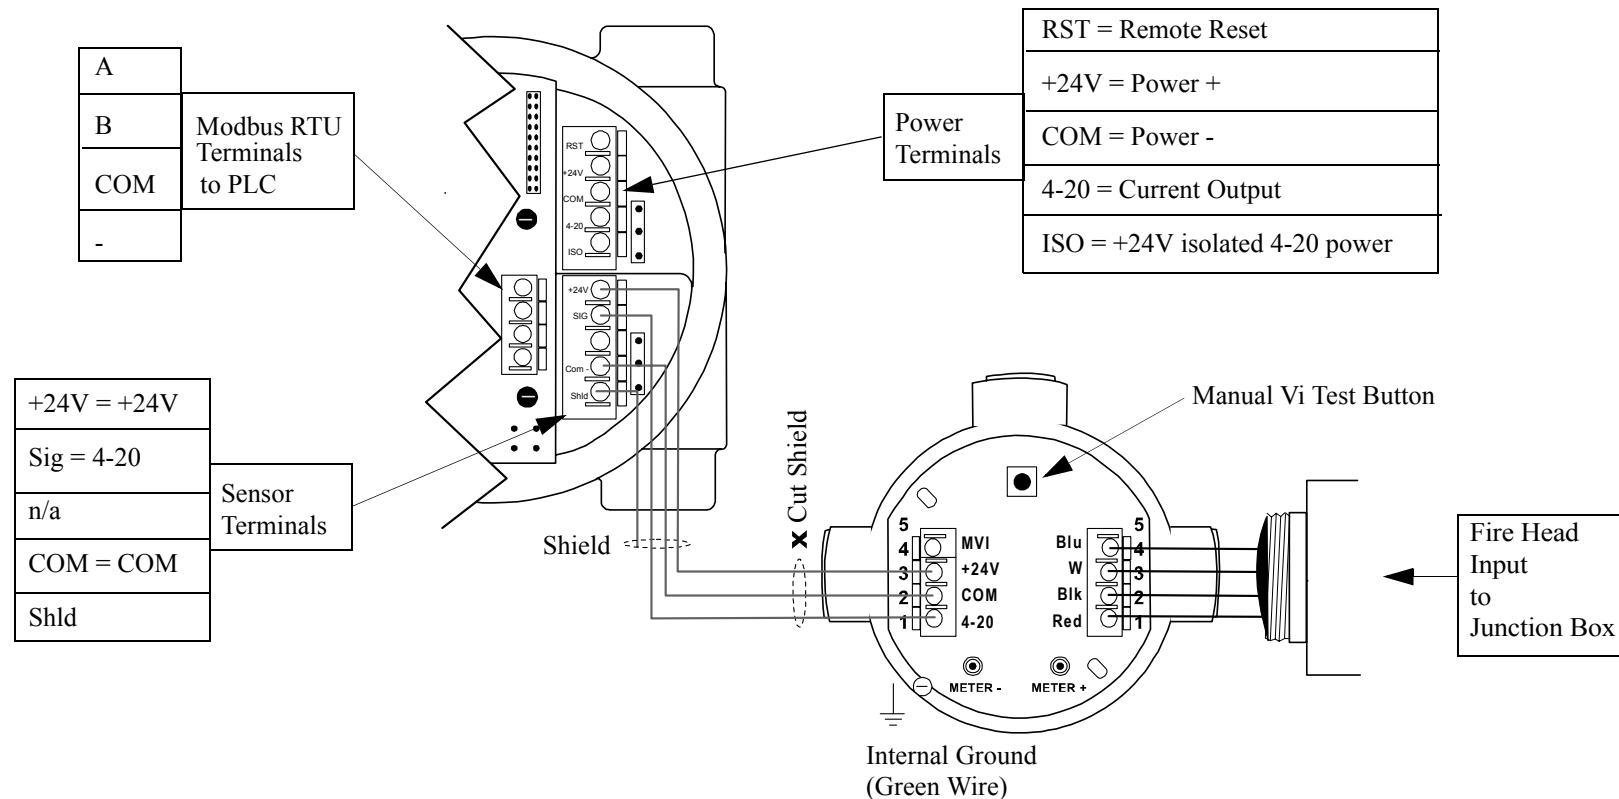 A
B
COM
-
Modbus RTU
Terminals
to PLC
RST
+24V
COM
4-20
ISO
Power
Terminals
RST = Remote Reset
+24V = Power +
COM = Power -
4-20 = Current Output
ISO = +24V isolated 4-20 power
+24V
SIG
Com -
Shld
+24V = +24V
Sig = 4-20
n/a
COM = COM
Shld
Sensor
Terminals
Shield
X Cut Shield
Manual Vi Test Button
5
4 MVI
3 +24V
2 COM
1 4-20
5
Blu 4
W 3
Blk 2
Red 1
METER -
METER +
Fire Head
Input
to
Junction Box
Internal Ground
(Green Wire)